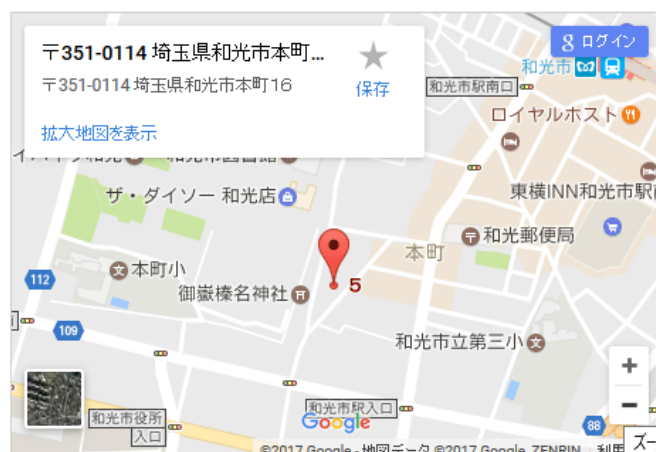 〒351-0114 埼玉県和光市本町...
〒351-0114 埼玉県和光市本町16
保存
拡大地図を表示
g ログイン
和光市
和光市駅南口
ロイヤルホスト
ザ・ダイソー 和光店
東横INN和光市駅
和光郵便局
本町
本町小
112
御嶽榛名神社
5
109
和光市立第三小
+
−
和光市駅入口
和光市役所
入口
Google
88
©2017 Google - 地図データ ©2017 Google, ZENRIN
利用
ズー